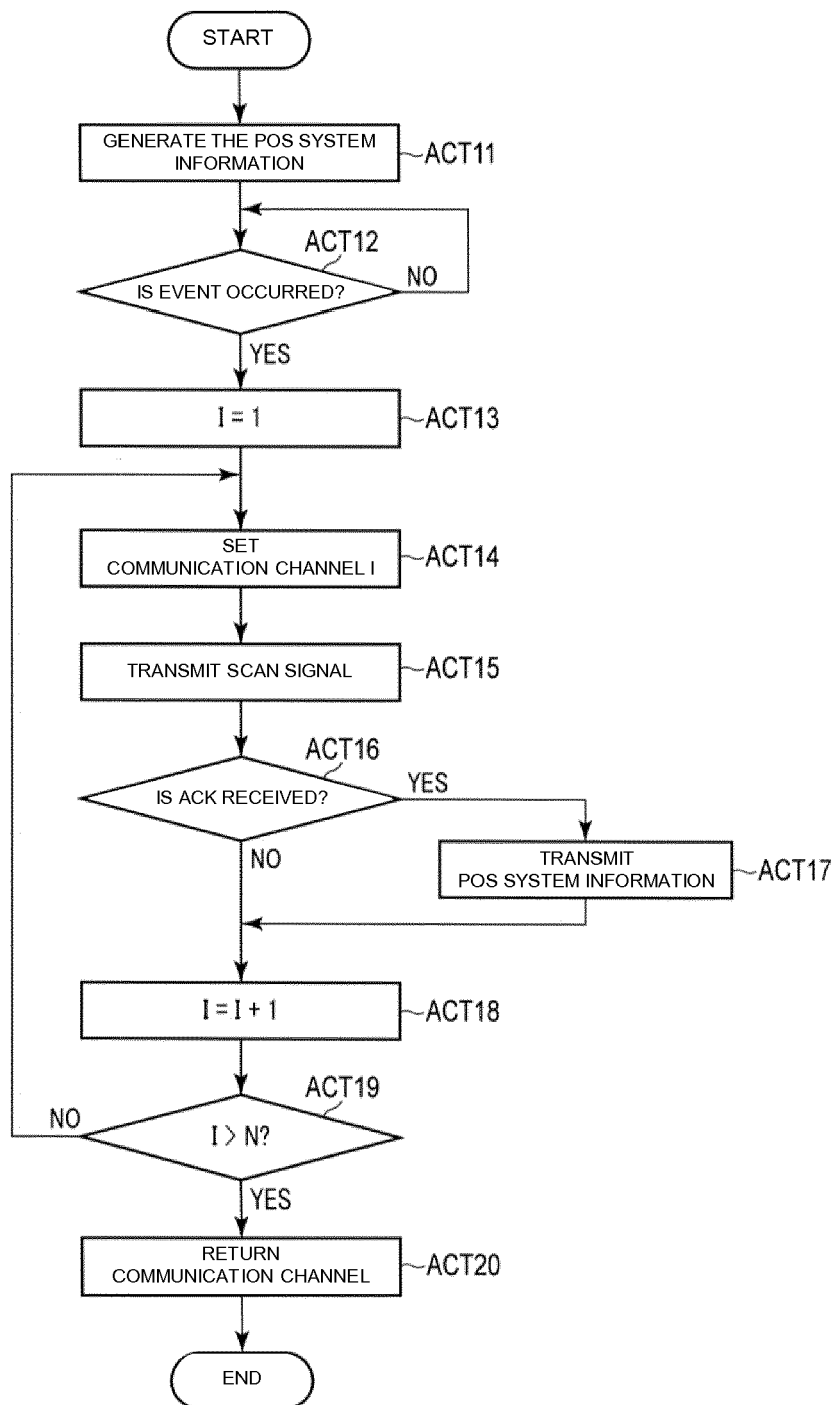 START
GENERATE THE POS SYSTEM
INFORMATION
ACT11
ACT12
IS EVENT OCCURRED?
NO
YES
I = 1
ACT13
SET
COMMUNICATION CHANNEL I
ACT14
TRANSMIT SCAN SIGNAL
ACT15
ACT16
IS ACK RECEIVED?
YES
NO
TRANSMIT
POS SYSTEM INFORMATION
ACT17
I = I + 1
ACT18
ACT19
NO
I > N?
YES
RETURN
COMMUNICATION CHANNEL
ACT20
END